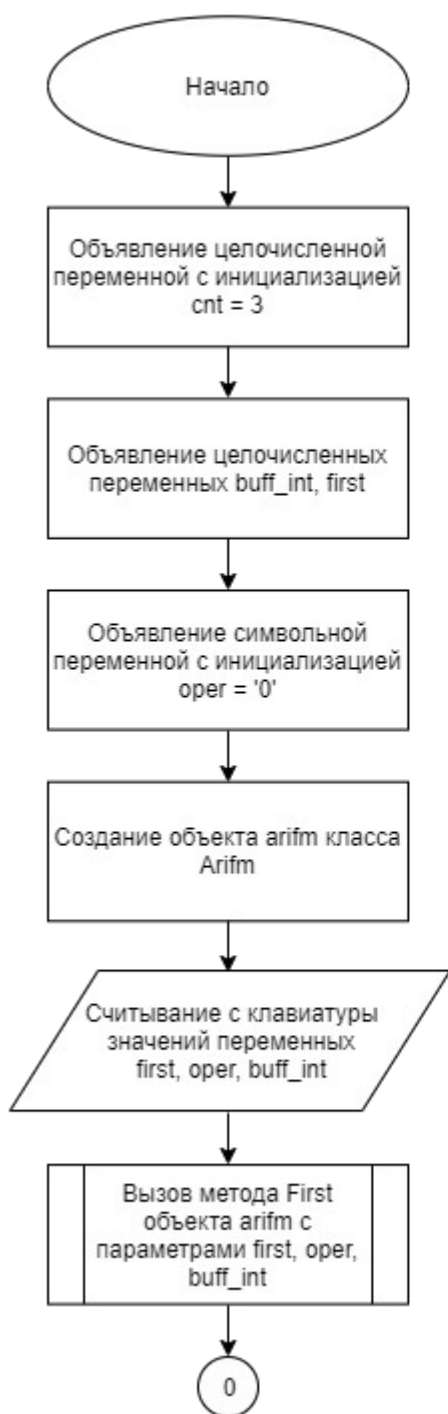 Начало
Объявление целочисленной
переменной с инициализацией
cnt = 3
Объявление целочисленных
переменных buff_int, first
Объявление символьной
переменной с инициализацией
oper = '0'
Создание объекта arifm класса
Arifm
Считывание с клавиатуры
значений переменных
first, oper, buff_int
Вызов метода First
объекта arifm с
параметрами first, oper,
buff_int
0